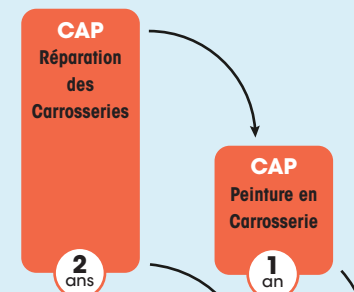 CAP
Réparation
des
Carrosseries
2
ans
CAP
Peinture en
Carrosserie
1
an